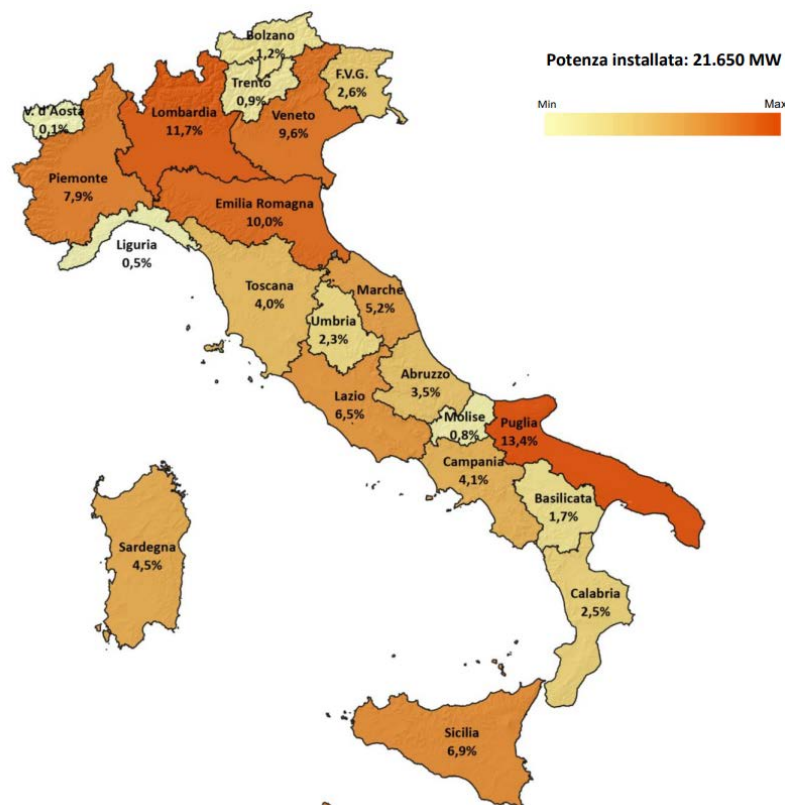 Potenza installata: 21.650 MW
Min
Max
Bolzano
1,2%
Trento
0,9%
F.V.G.
2,6%
V. d'Aosta
0,1%
Lombardia
11,7%
Veneto
9,6%
Piemonte
7,9%
Emilia Romagna
10,0%
Liguria
0,5%
Toscana
4,0%
Marche
5,2%
Umbria
2,3%
Lazio
6,5%
Abruzzo
3,5%
Molise
0,8%
Puglia
13,4%
Campania
4,1%
Basilicata
1,7%
Sardegna
4,5%
Calabria
2,5%
Sicilia
6,9%